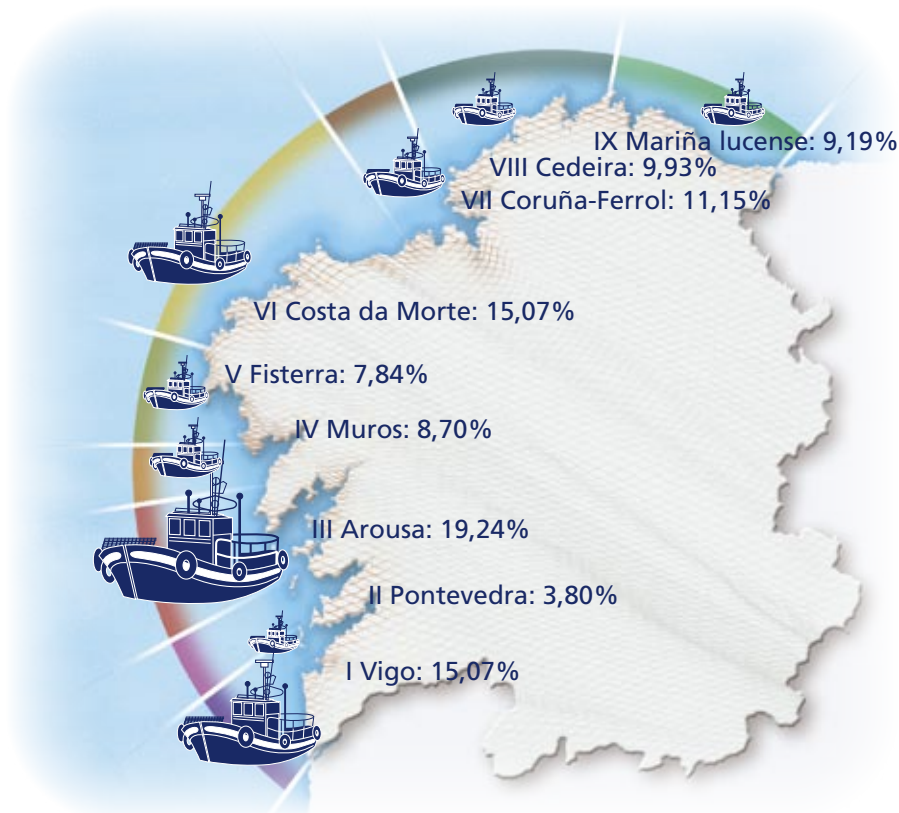 IX Mariña lucense: 9,19%
VIII Cedeira: 9,93%
VII Coruña-Ferrol: 11,15%
VI Costa da Morte: 15,07%
V Fisterra: 7,84%
IV Muros: 8,70%
III Arousa: 19,24%
II Pontevedra: 3,80%
I Vigo: 15,07%